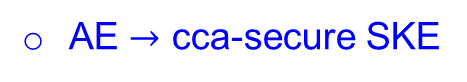 ○ AE → cca-secure SKE